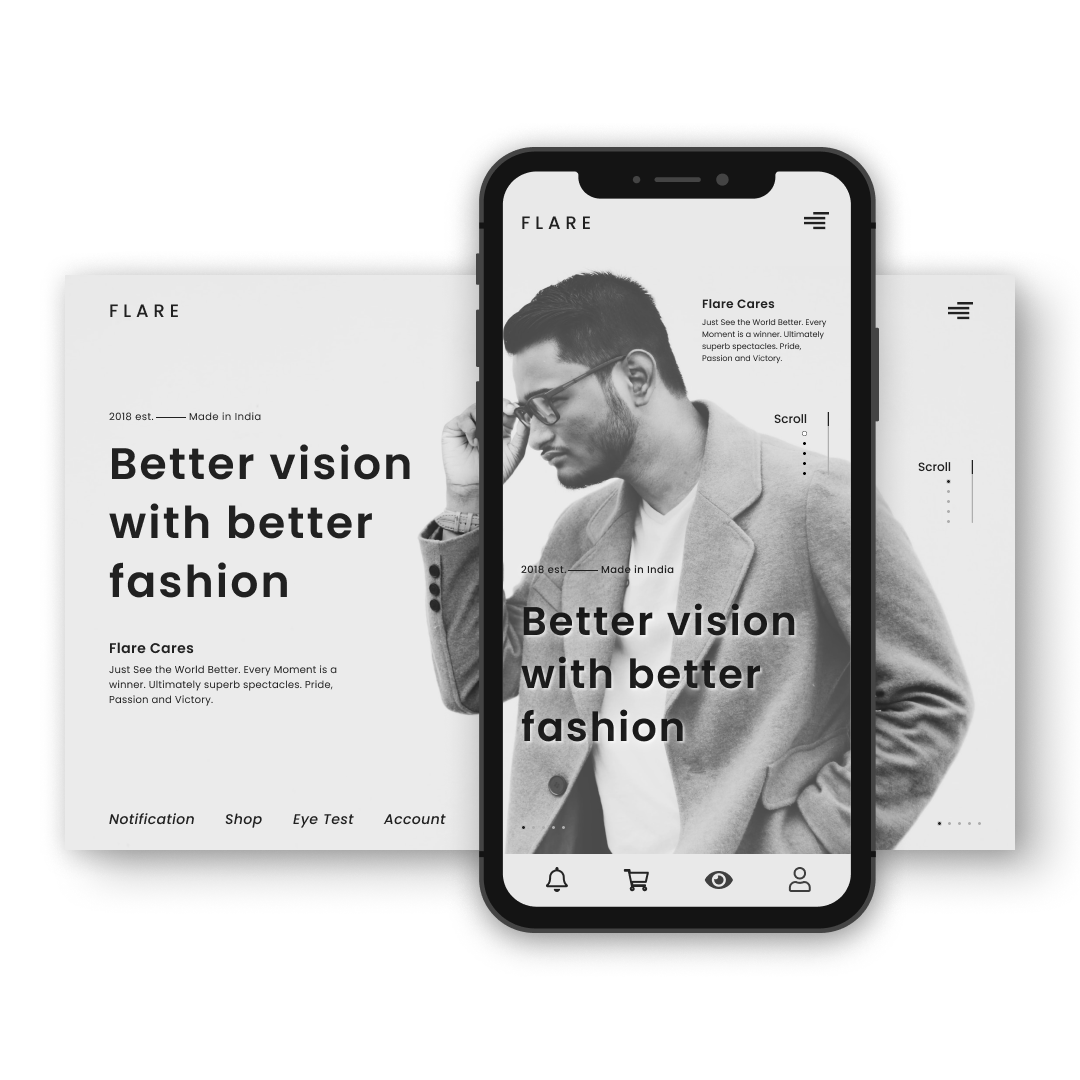 FLARE
2018 est. Made in India
Better vision
with better
fashion
Flare Cares
Just See the World Better. Every Moment is a
winner. Ultimately superb spectacles. Pride,
Passion and Victory.
Notification Shop Eye Test Account
FLARE
Flare Cares
Just See the World Better. Every
Moment is a winner. Ultimately
superb spectacles. Pride,
Passion and Victory.
Scroll
2018 est. Made in India
Better vision
with better
fashion
Scroll